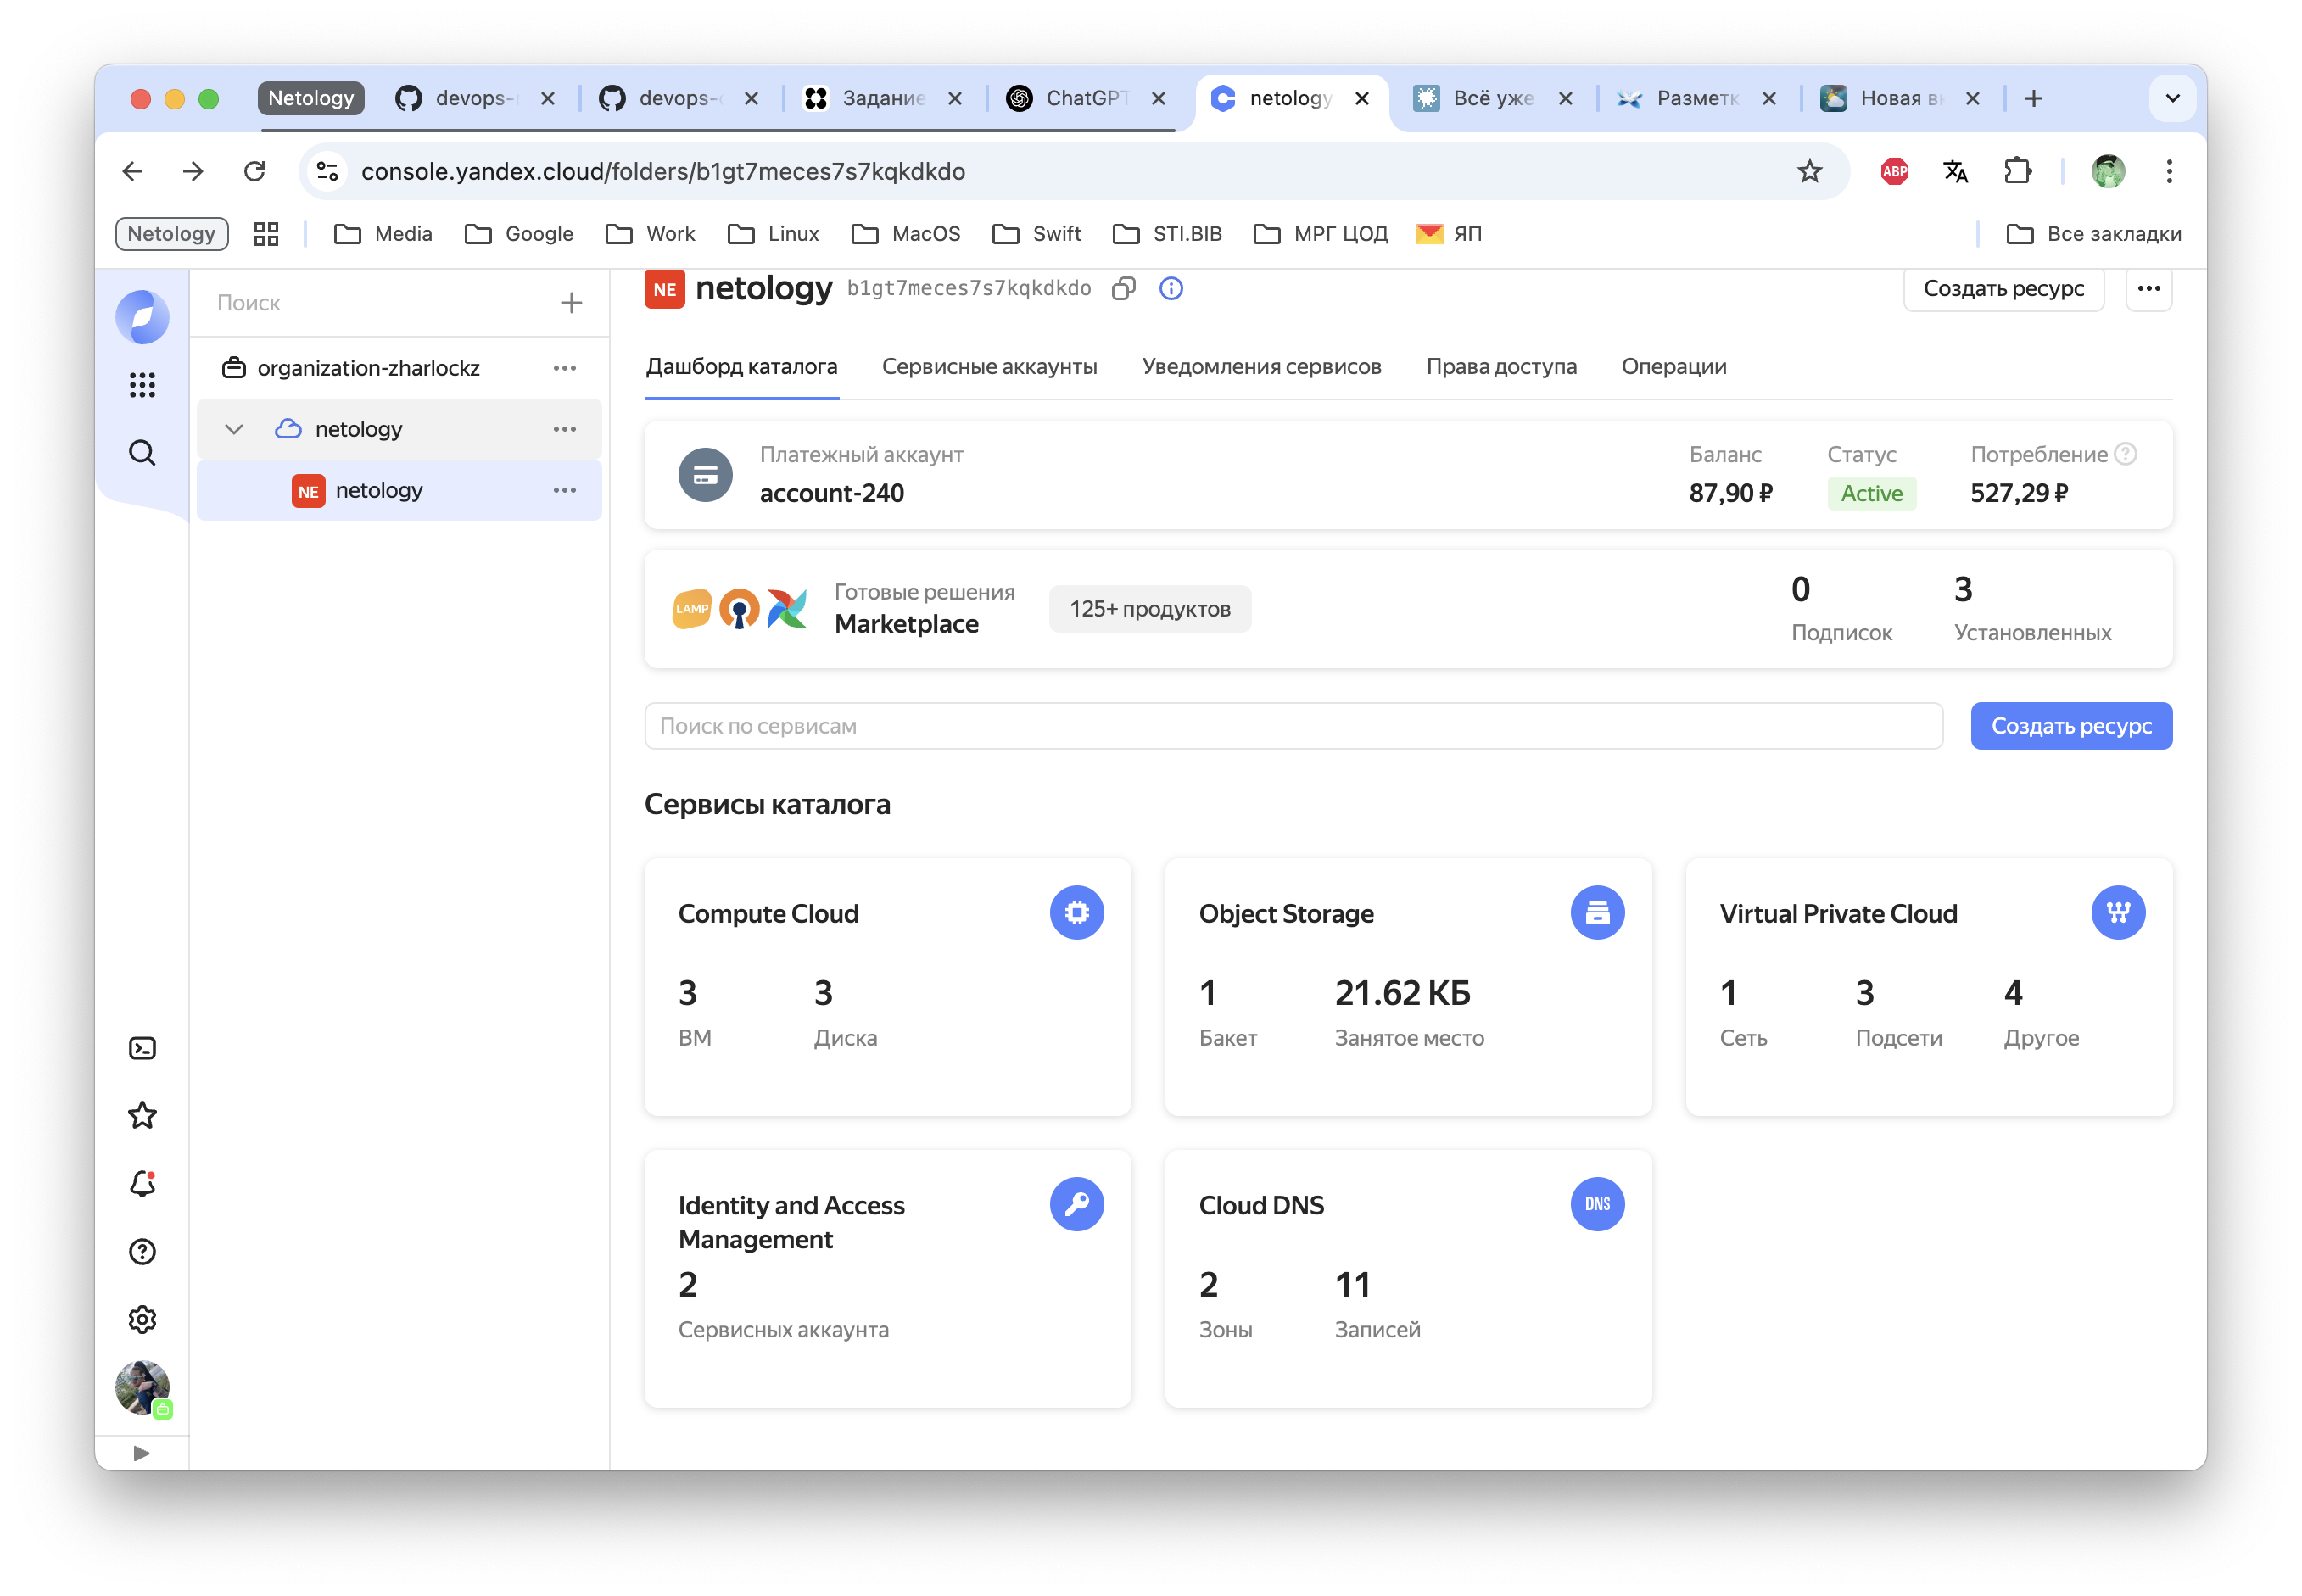 Netology devops- devops- Задание ChatGPT netology Всё уже Разметк Новая в
console.yandex.cloud/folders/b1gt7meces7s7kqkdkdo ABP
Netology Media Google Work Linux MacOS Swift STI.BIB МРГ ЦОД ЯП Все закладки
Поиск
organization-zharlockz
netology
NE netology
NE netology b1gt7meces7s7kqkdkdo Создать ресурс
Дашборд каталога Сервисные аккаунты Уведомления сервисов Права доступа Операции
Платежный аккаунт Баланс Статус Потребление
account-240 87,90 ₽ Active 527,29 ₽
LAMP Готовые решения 125+ продуктов 0 3
Marketplace Подписок Установленных
Поиск по сервисам Создать ресурс
Сервисы каталога
Compute Cloud
3 3
ВМ Диска
Object Storage
1 21.62 КБ
Бакет Занятое место
Virtual Private Cloud
1 3 4
Сеть Подсети Другое
Identity and Access
Management
2
Сервисных аккаунта
Cloud DNS DNS
2 11
Зоны Записей